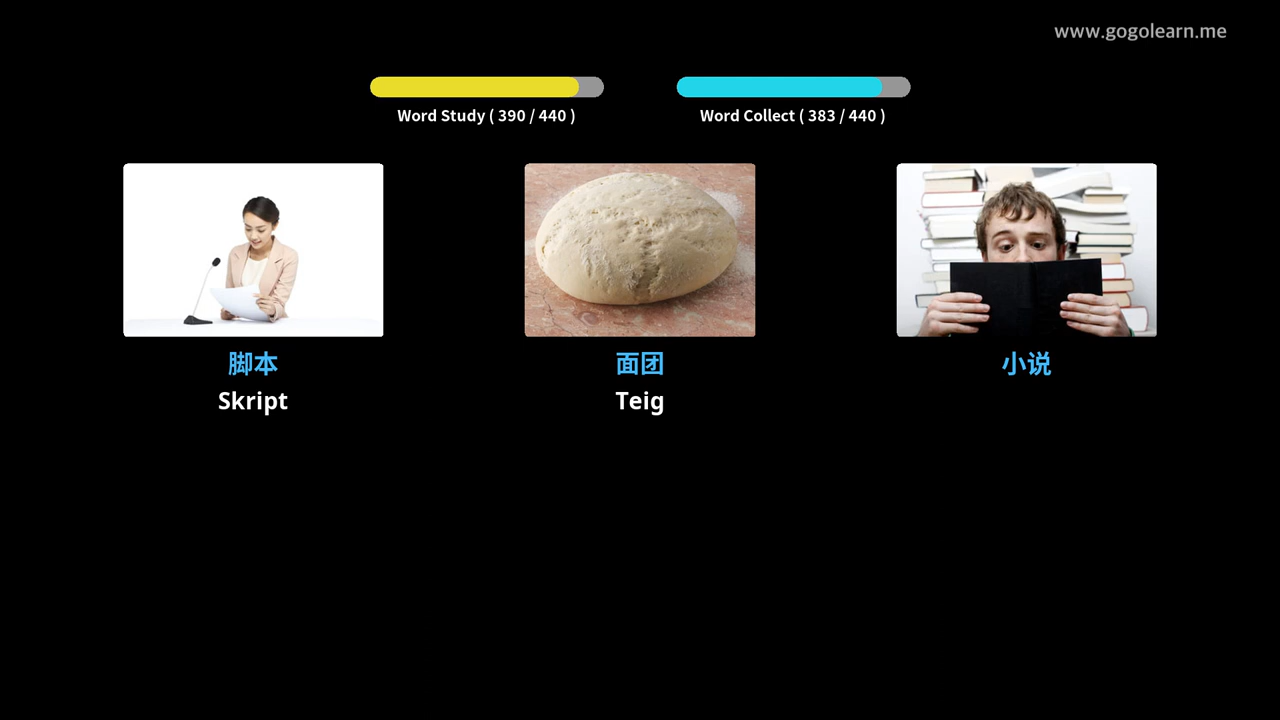 www.gogolearn.me
Word Study ( 390 / 440 )
Word Collect ( 383 / 440 )
脚本
Skript
面团
Teig
小说